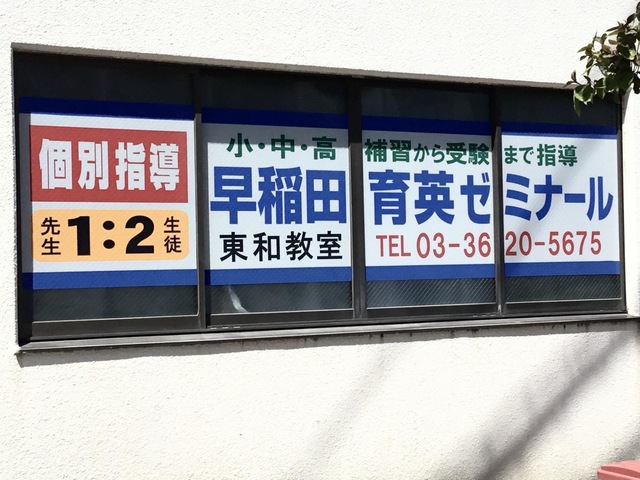 個別指導
先生 1:2 生徒
小・中・高 補習から受験まで指導
早稲田育英ゼミナール
東和教室 TEL 03-3620-5675